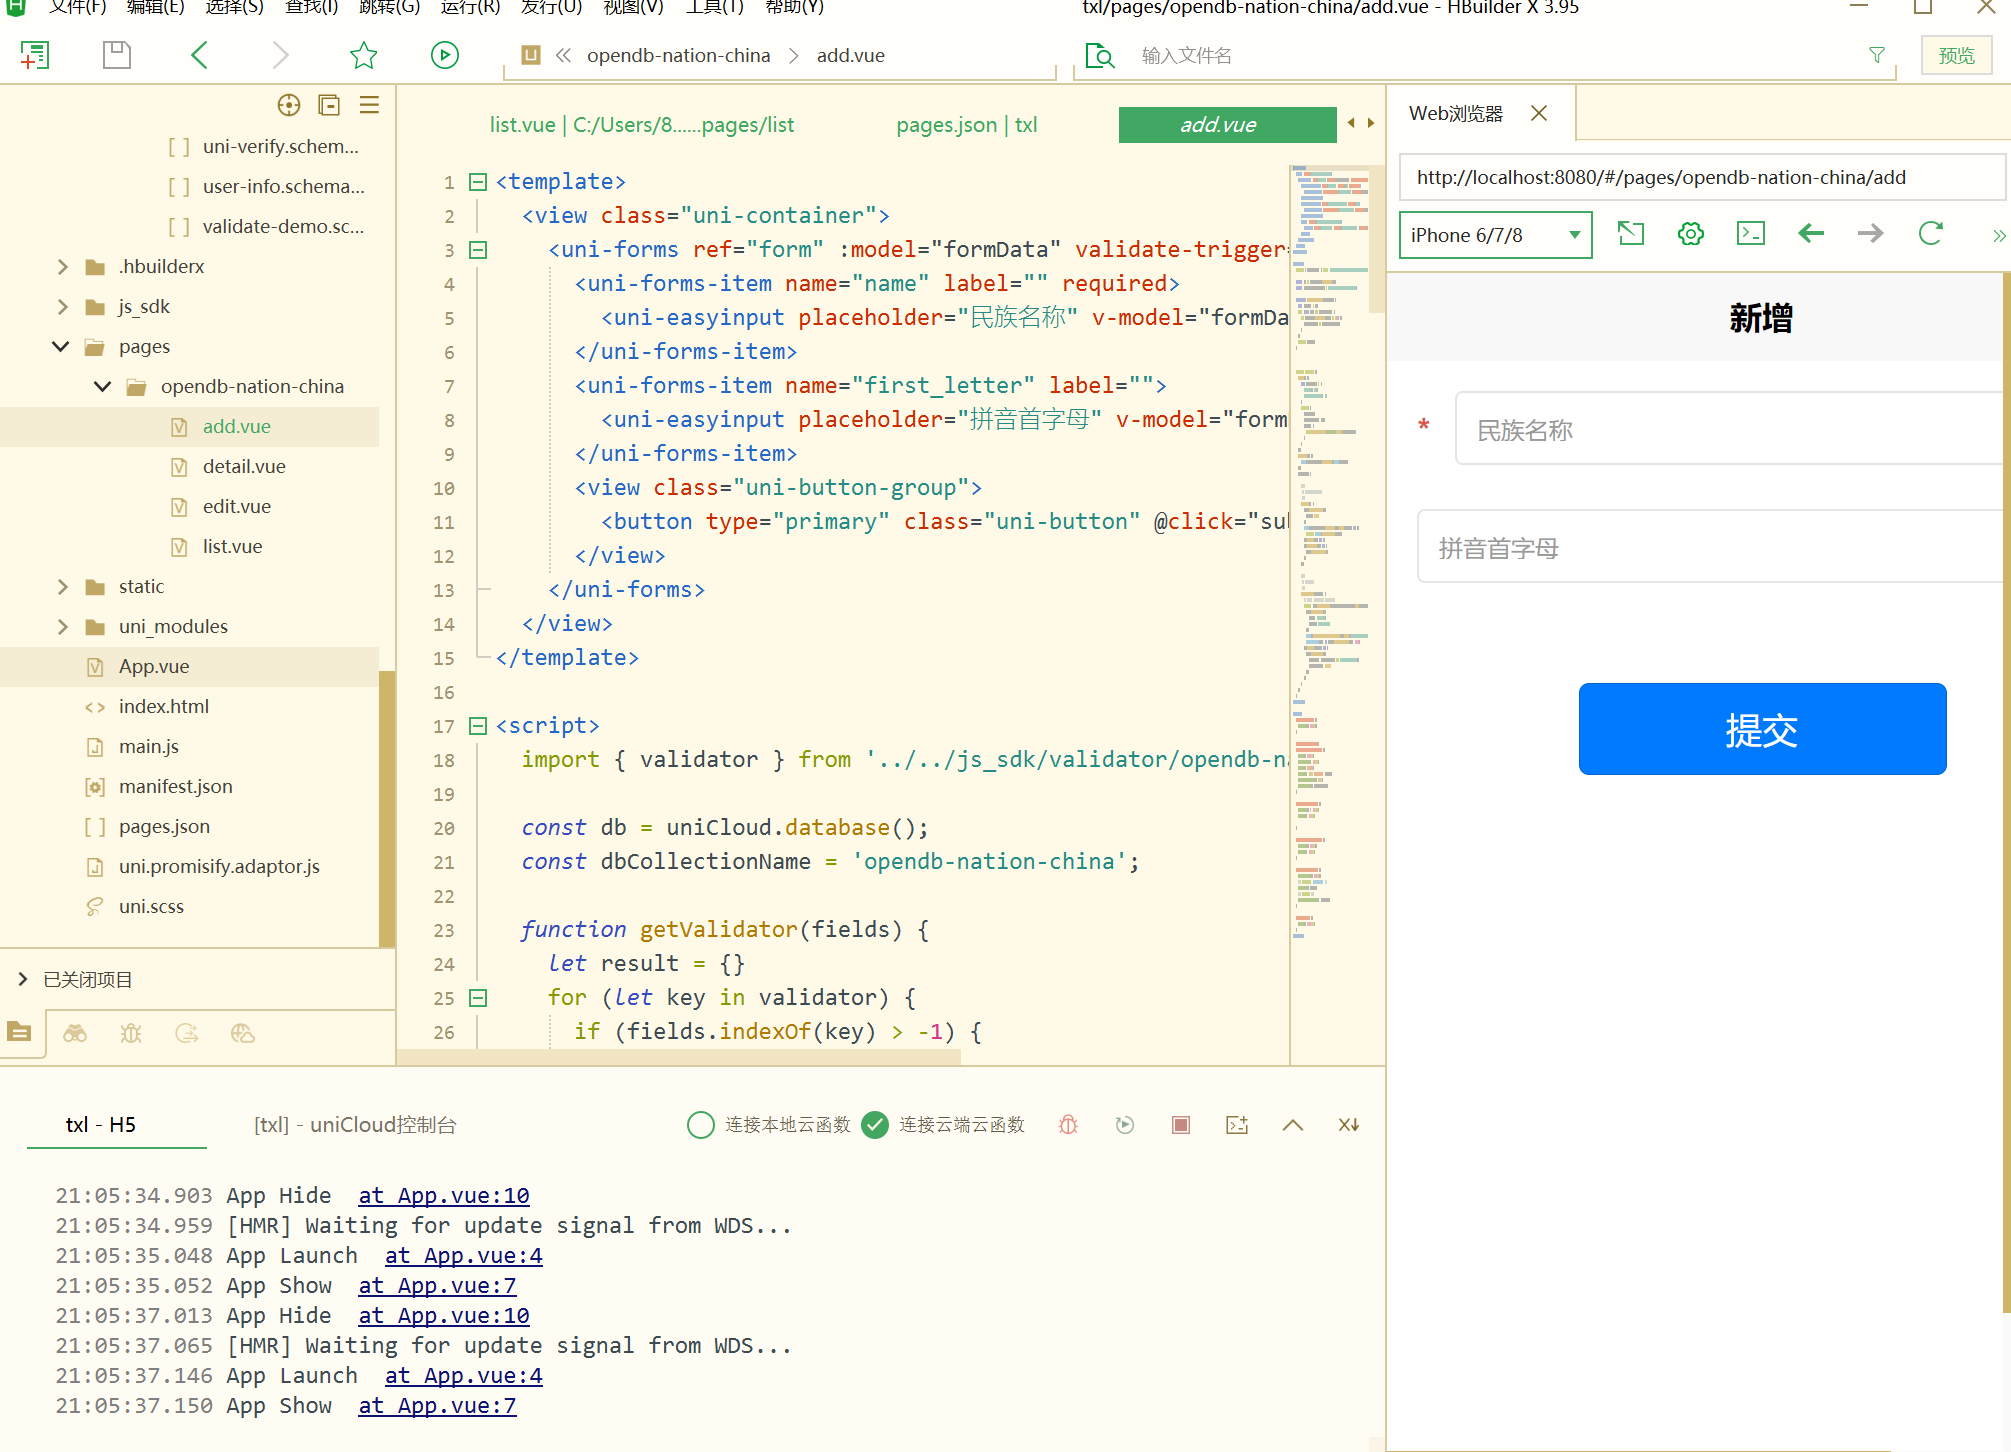 文件(F) 编辑(E) 选择(S) 查找(I) 跳转(G) 运行(R) 发行(U) 视图(V) 工具(T) 帮助(Y)
txl/pages/opendb-nation-china/add.vue - HBuilder X 3.95
opendb-nation-china
add.vue
输入文件名
预览
uni-verify.schem...
user-info.schema...
validate-demo.sc...
.hbuilderx
js_sdk
pages
opendb-nation-china
add.vue
detail.vue
edit.vue
list.vue
static
uni_modules
App.vue
index.html
main.js
manifest.json
pages.json
uni.promisify.adaptor.js
uni.scss
已关闭项目
list.vue | C:/Users/8......pages/list
pages.json | txl
add.vue
1 <template>
2 <view class="uni-container">
3 <uni-forms ref="form" :model="formData" validate-trigger
4 <uni-forms-item name="name" label="" required>
5 <uni-easyinput placeholder="民族名称" v-model="formDa
6 </uni-forms-item>
7 <uni-forms-item name="first_letter" label="">
8 <uni-easyinput placeholder="拼音首字母" v-model="form
9 </uni-forms-item>
10 <view class="uni-button-group">
11 <button type="primary" class="uni-button" @click="su
12 </view>
13 </uni-forms>
14 </view>
15 </template>
16
17 <script>
18 import { validator } from '../../js_sdk/validator/opendb-n
19
20 const db = uniCloud.database();
21 const dbCollectionName = 'opendb-nation-china';
22
23 function getValidator(fields) {
24 let result = {}
25 for (let key in validator) {
26 if (fields.indexOf(key) > -1) {
Web浏览器
http://localhost:8080/#/pages/opendb-nation-china/add
iPhone 6/7/8
新增
* 民族名称
拼音首字母
提交
txl - H5
[txl] - uniCloud控制台
连接本地云函数
连接云端云函数
21:05:34.903 App Hide at App.vue:10
21:05:34.959 [HMR] Waiting for update signal from WDS...
21:05:35.048 App Launch at App.vue:4
21:05:35.052 App Show at App.vue:7
21:05:37.013 App Hide at App.vue:10
21:05:37.065 [HMR] Waiting for update signal from WDS...
21:05:37.146 App Launch at App.vue:4
21:05:37.150 App Show at App.vue:7